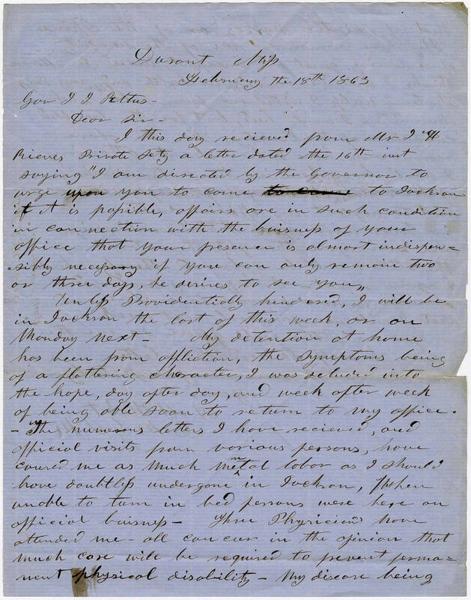 Durant Miss
February the 18th 1863
Gov J J Pettus-
Dear Sir--
I this day recieved from Mr J H
Rieves Private Sety a letter dated the 16th inst
saying "I am directed by the Governor to
urge upon you to come to Jackson
if it is possible, affairs are in such condition
in connection with the buisness of your
office that your presence is almost indispen-
sibly necessary if you can only remain two
or three days, he desires to see you"
Unless Providentially hindered, I will be
in Jackson the last of this week, or on
Monday next- My detention at home
has been from affliction, the symptoms being
of a flattering character, I was seduced into
the hope, day after day, and week after week
of being able soon to return to my office.
- The numerous letters I have recieved, and
official visits from various persons, have
caused me as much mental labor as I should
have doubtless undergone in Jackson, When
unable to turn in bed persons were here on
official buisness- Three Physicians have
attended me- all concur in the opinion that
much care will be required to prevent perma-
nent physical disability- My disease being